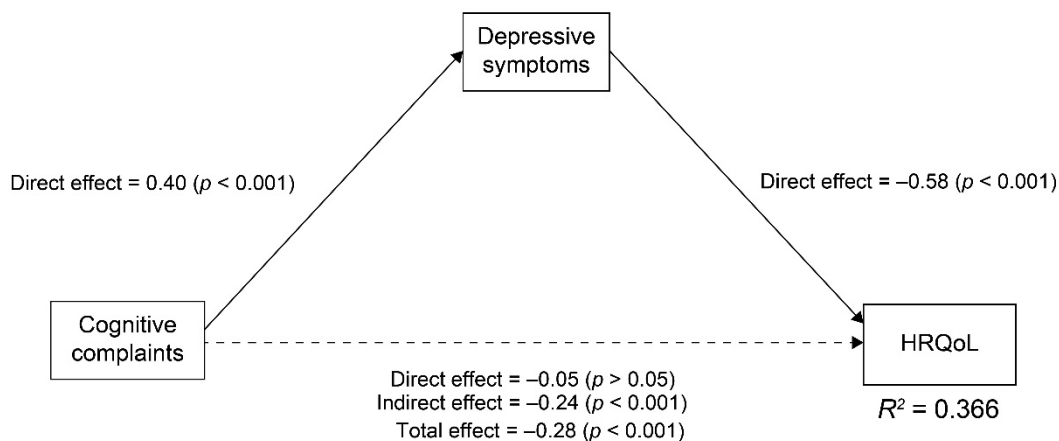 Depressive
symptoms
Direct effect = 0.40 (p < 0.001)
Direct effect = –0.58 (p < 0.001)
Cognitive
complaints
HRQoL
Direct effect = –0.05 (p > 0.05)
Indirect effect = –0.24 (p < 0.001)
Total effect = –0.28 (p < 0.001)
R² = 0.366